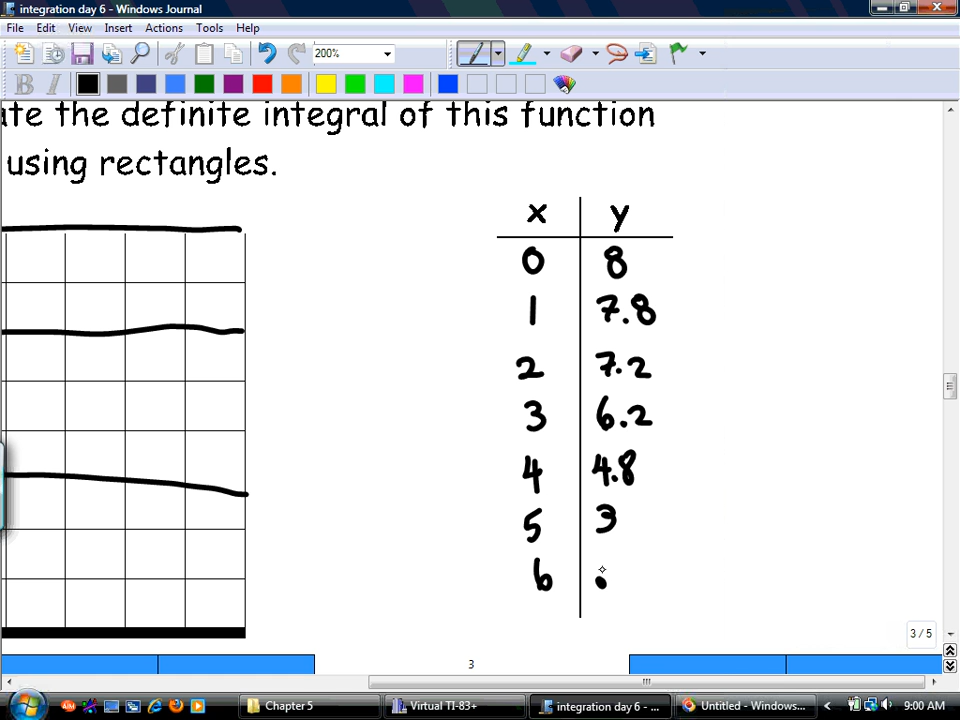 integration day 6 - Windows Journal
File Edit View Insert Actions Tools Help
200%
B I
ate the definite integral of this function
using rectangles.
x y
0 8
1 7.8
2 7.2
3 6.2
4 4.8
5 3
6 .
3 / 5
3
Chapter 5 Virtual TI-83+ integration day 6 - ... Untitled - Windows... 9:00 AM